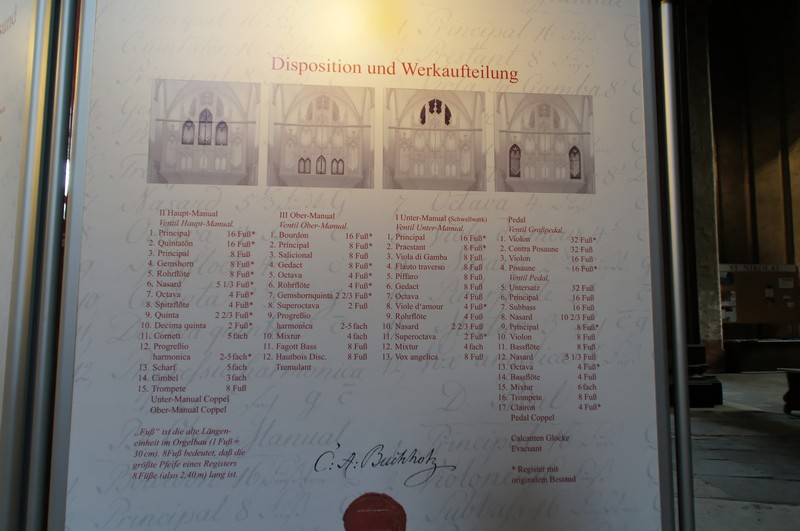 Disposition und Werkaufteilung
II Haupt-Manual
Ventil Haupt-Manual.
1. Principal 16 Fuß*
2. Quintatön 16 Fuß*
3. Principal 8 Fuß
4. Gemshorn 8 Fuß*
5. Rohrflöte 8 Fuß*
6. Nasard 5 1/3 Fuß*
7. Octava 4 Fuß*
8. Spitzflöte 4 Fuß*
9. Quinta 2 2/3 Fuß*
10. Decima quinta 2 Fuß*
11. Cornett 5 fach
12. Progreßio
harmonica 2-5 fach*
13. Scharf 5 fach
14. Cimbel 3 fach
15. Trompete 8 Fuß
Unter-Manual Coppel
Ober-Manual Coppel
„Fuß" ist die alte Längen-
einheit im Orgelbau (1 Fuß ÷
30 cm). 8Fuß bedeutet, daß die
größte Pfeife eines Registers
8 Füße (also 2,40 m) lang ist.
III Ober-Manual
Ventil Ober-Manual.
1. Bourdon 16 Fuß*
2. Principal 8 Fuß*
3. Salicional 8 Fuß
4. Gedact 8 Fuß*
5. Octava 4 Fuß*
6. Rohrflöte 4 Fuß*
7. Gemshornquinta 2 2/3 Fuß*
8. Superoctava 2 Fuß
9. Progreßio
harmonica 2-5 fach
10. Mixtur 4 fach
11. Fagott Bass 8 Fuß
12. Hautbois Disc. 8 Fuß
Tremulant
I Unter-Manual (Schwellwerk)
Ventil Unter-Manual.
1. Principal 16 Fuß*
2. Praestant 8 Fuß*
3. Viola di Gamba 8 Fuß
4. Flauto traverso 8 Fuß
5. Piffaro 8 Fuß
6. Gedact 8 Fuß
7. Octava 4 Fuß
8. Viole d'amour 4 Fuß*
9. Rohrflöte 4 Fuß
10. Nasard 2 2/3 Fuß
11. Superoctava 2 Fuß*
12. Mixtur 4 fach
13. Vox angelica 8 Fuß
Pedal
Ventil Großpedal.
1. Violon 32 Fuß*
2. Contra Posaune 32 Fuß
3. Violon 16 Fuß
4. Posaune 16 Fuß*
Ventil Pedal.
5. Untersatz 32 Fuß
6. Principal 16 Fuß
7. Subbass 16 Fuß
8. Nasard 10 2/3 Fuß
9. Principal 8 Fuß*
10. Violon 8 Fuß
11. Bassflöte 8 Fuß
12. Nasard 5 1/3 Fuß
13. Octava 4 Fuß*
14. Bassflöte 4 Fuß
15. Mixtur 6 fach
16. Trompete 8 Fuß
17. Clairon 4 Fuß*
Pedal Coppel
Calcanten Glocke
Evacuant
* Register mit
originalem Bestand
C: A: Buchholz